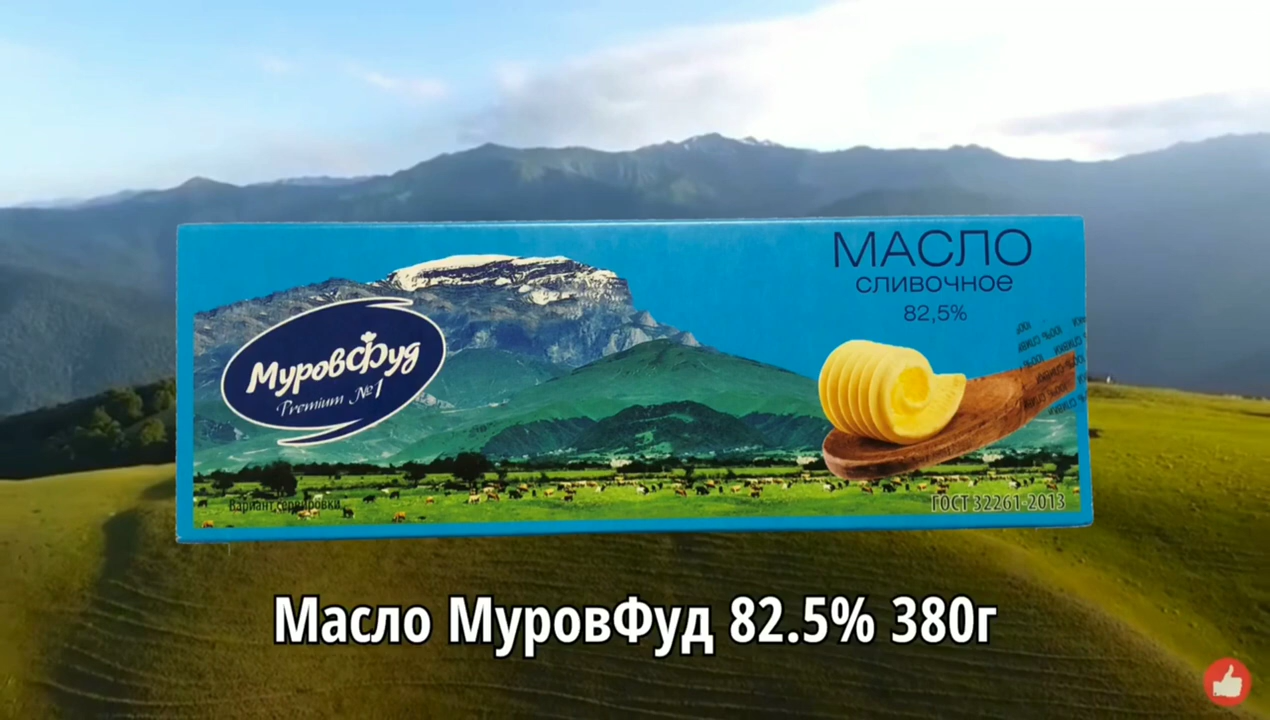 МАСЛО
СЛИВОЧНОЕ
82,5%
МуровФуд
Premium №1
Вариант сервировки
ГОСТ 32261-2013
Масло МуровФуд 82.5% 380г